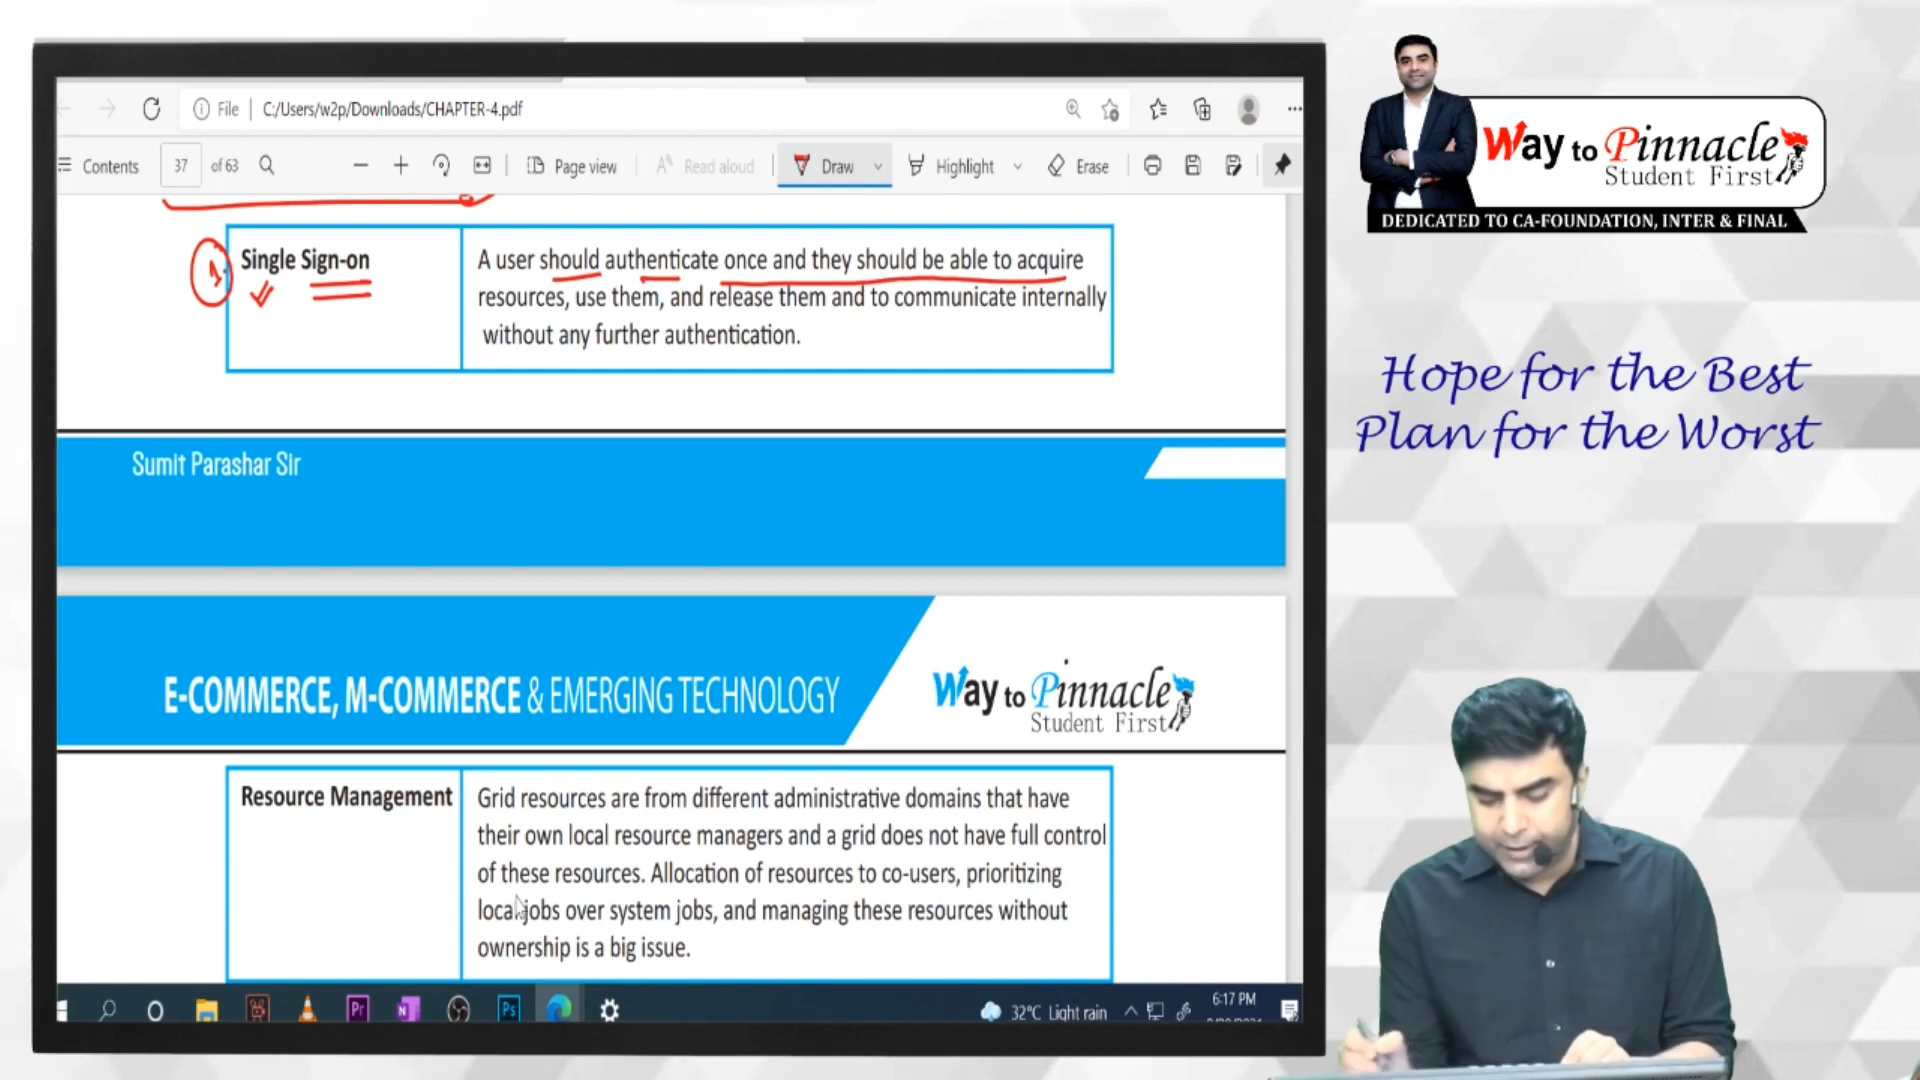 File
C:/Users/w2p/Downloads/CHAPTER-4.pdf
Contents
37
of 63
Page view
Read aloud
Draw
Highlight
Erase
1
Single Sign-on
A user should authenticate once and they should be able to acquire
resources, use them, and release them and to communicate internally
without any further authentication.
Sumit Parashar Sir
E-COMMERCE, M-COMMERCE & EMERGING TECHNOLOGY
Way to Pinnacle
Student First
Resource Management
Grid resources are from different administrative domains that have
their own local resource managers and a grid does not have full control
of these resources. Allocation of resources to co-users, prioritizing
local jobs over system jobs, and managing these resources without
ownership is a big issue.
Pr
N
Ps
32°C Light rain
6:17 PM
Way to Pinnacle
Student First
DEDICATED TO CA-FOUNDATION, INTER & FINAL
Hope for the Best
Plan for the Worst